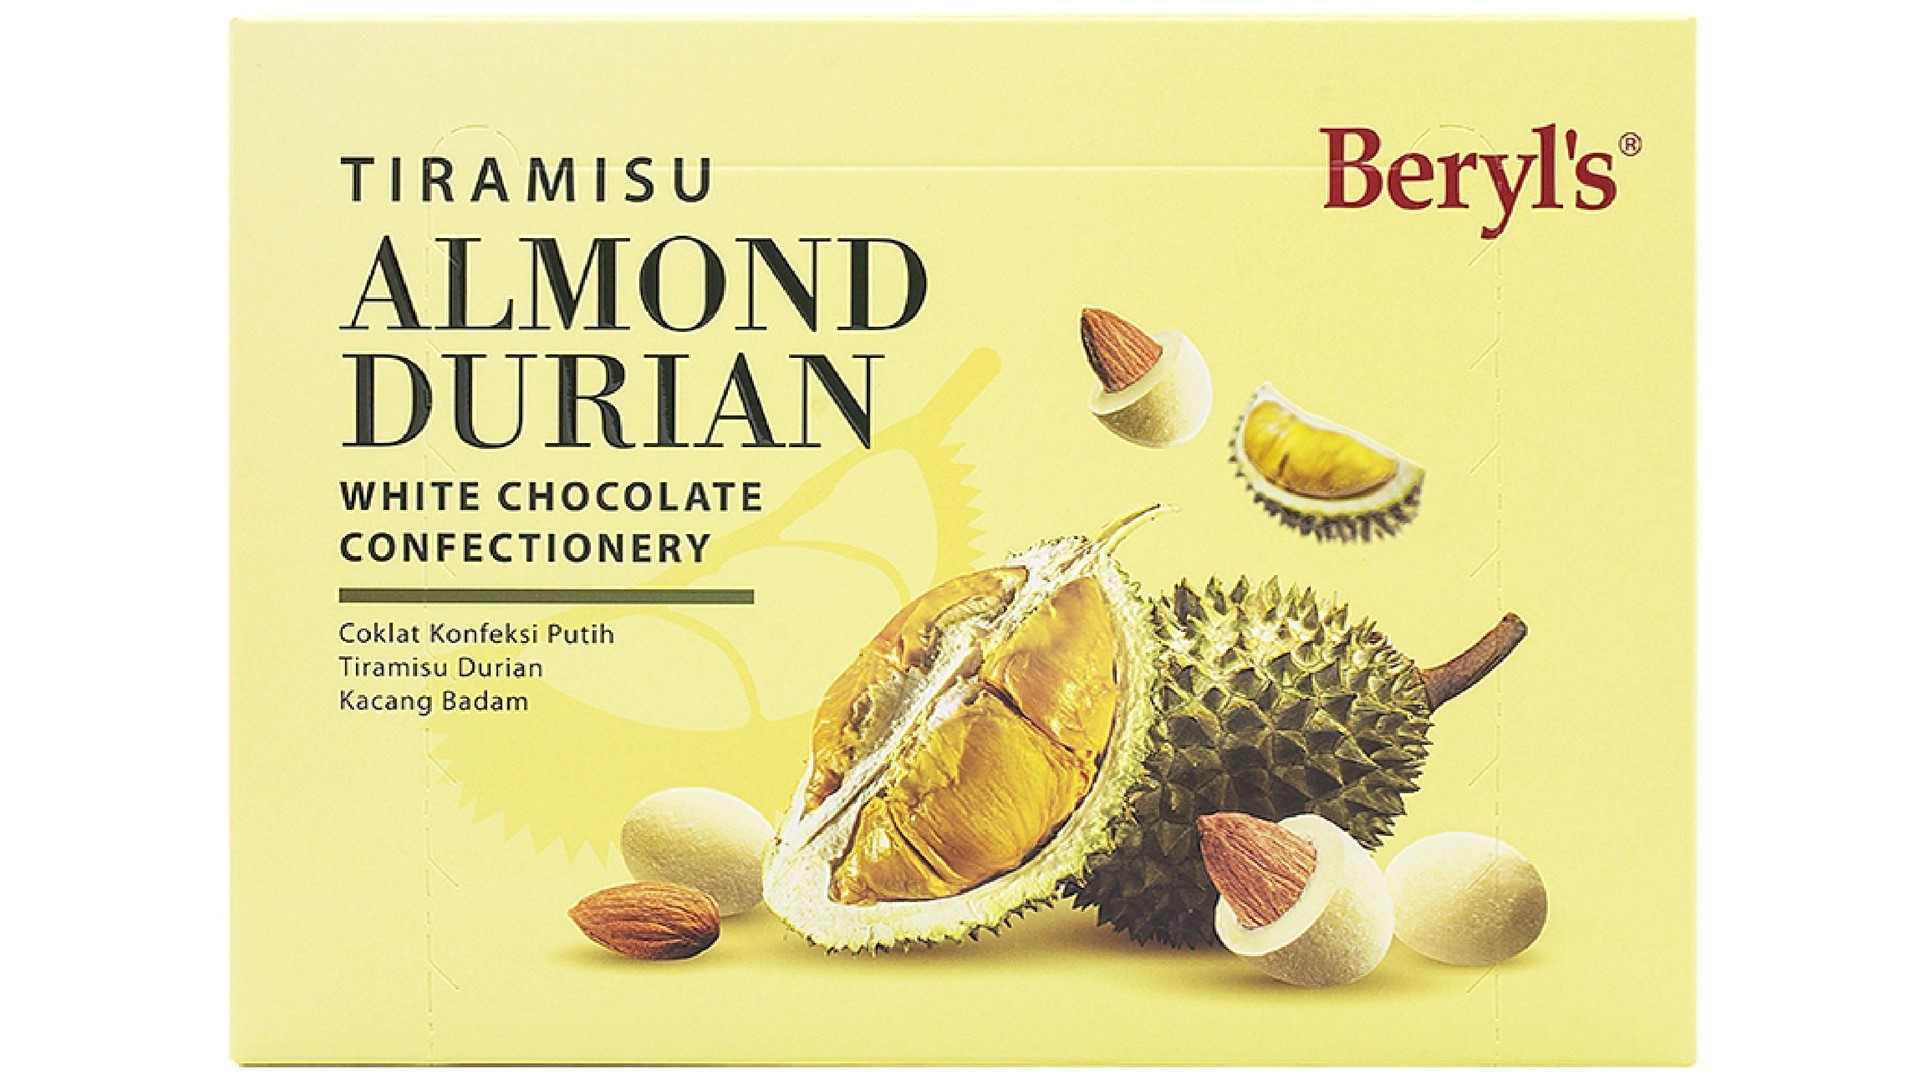 TIRAMISU
ALMOND
DURIAN
WHITE CHOCOLATE
CONFECTIONERY
Coklat Konfeksi Putih
Tiramisu Durian
Kacang Badam
Beryl's®